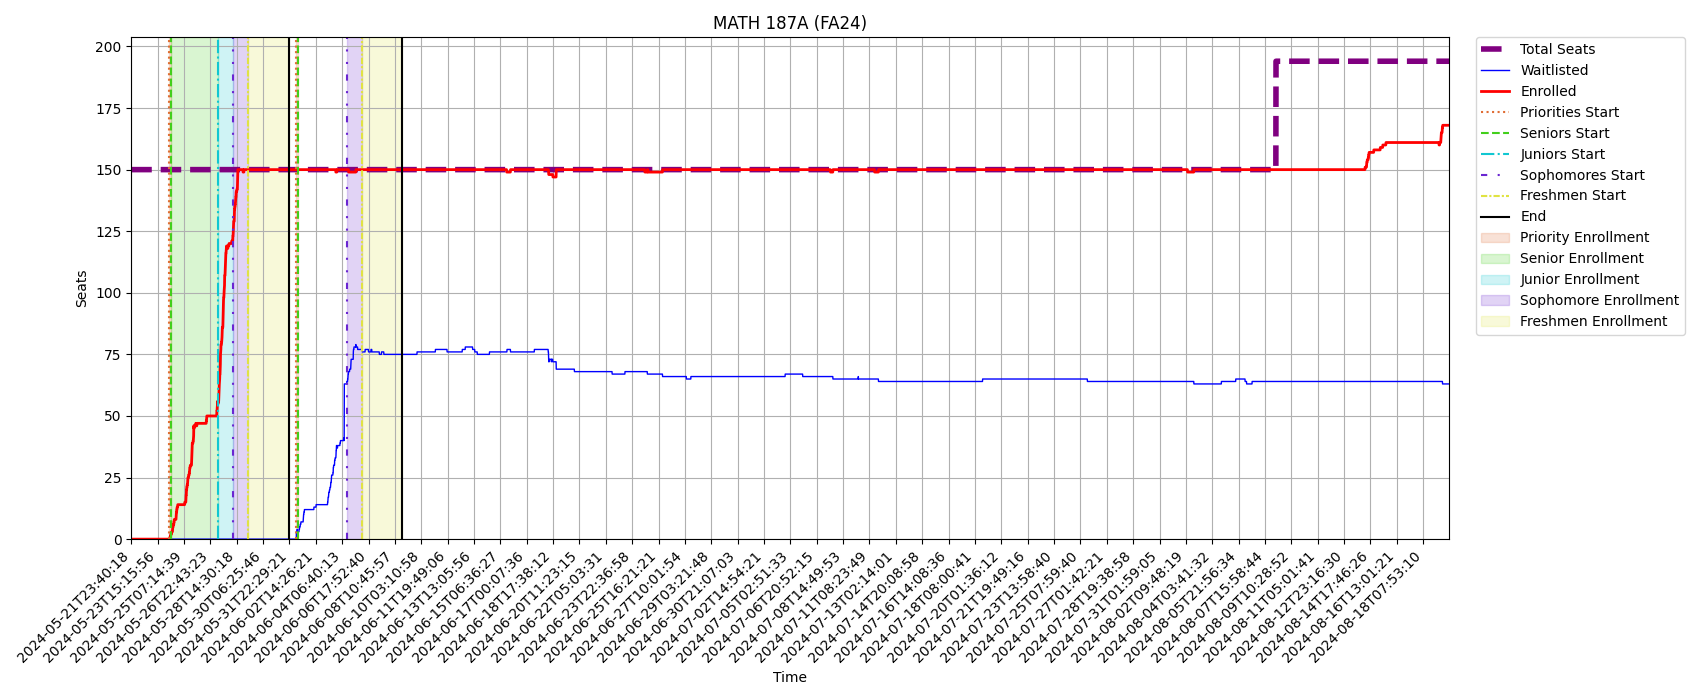 MATH 187A (FA24)
Seats
200
175
150
125
100
75
50
25
0
2024-05-21T23:40:18
2024-05-23T15:15:56
2024-05-25T07:14:39
2024-05-26T22:43:23
2024-05-28T14:30:18
2024-05-30T06:25:46
2024-05-31T22:29:21
2024-06-02T14:26:21
2024-06-04T06:40:13
2024-06-06T17:52:40
2024-06-08T10:45:57
2024-06-10T03:10:58
2024-06-11T19:49:06
2024-06-13T13:05:56
2024-06-15T06:36:27
2024-06-17T00:07:36
2024-06-18T17:38:12
2024-06-20T11:23:15
2024-06-22T05:03:31
2024-06-23T22:36:58
2024-06-25T16:21:21
2024-06-27T10:01:54
2024-06-29T03:21:48
2024-06-30T21:07:03
2024-07-02T14:54:21
2024-07-05T02:51:33
2024-07-06T20:52:15
2024-07-08T14:49:53
2024-07-11T08:23:49
2024-07-13T02:14:01
2024-07-14T20:08:58
2024-07-16T14:08:36
2024-07-18T08:00:41
2024-07-20T01:36:12
2024-07-21T19:49:16
2024-07-23T13:58:40
2024-07-25T07:59:40
2024-07-27T01:42:21
2024-07-28T19:38:58
2024-07-31T01:59:05
2024-08-02T09:48:19
2024-08-04T03:41:32
2024-08-05T21:56:34
2024-08-07T15:58:44
2024-08-09T10:28:52
2024-08-11T05:01:41
2024-08-12T23:16:30
2024-08-14T17:46:26
2024-08-16T13:01:21
2024-08-18T07:53:10
Time
Total Seats
Waitlisted
Enrolled
Priorities Start
Seniors Start
Juniors Start
Sophomores Start
Freshmen Start
End
Priority Enrollment
Senior Enrollment
Junior Enrollment
Sophomore Enrollment
Freshmen Enrollment